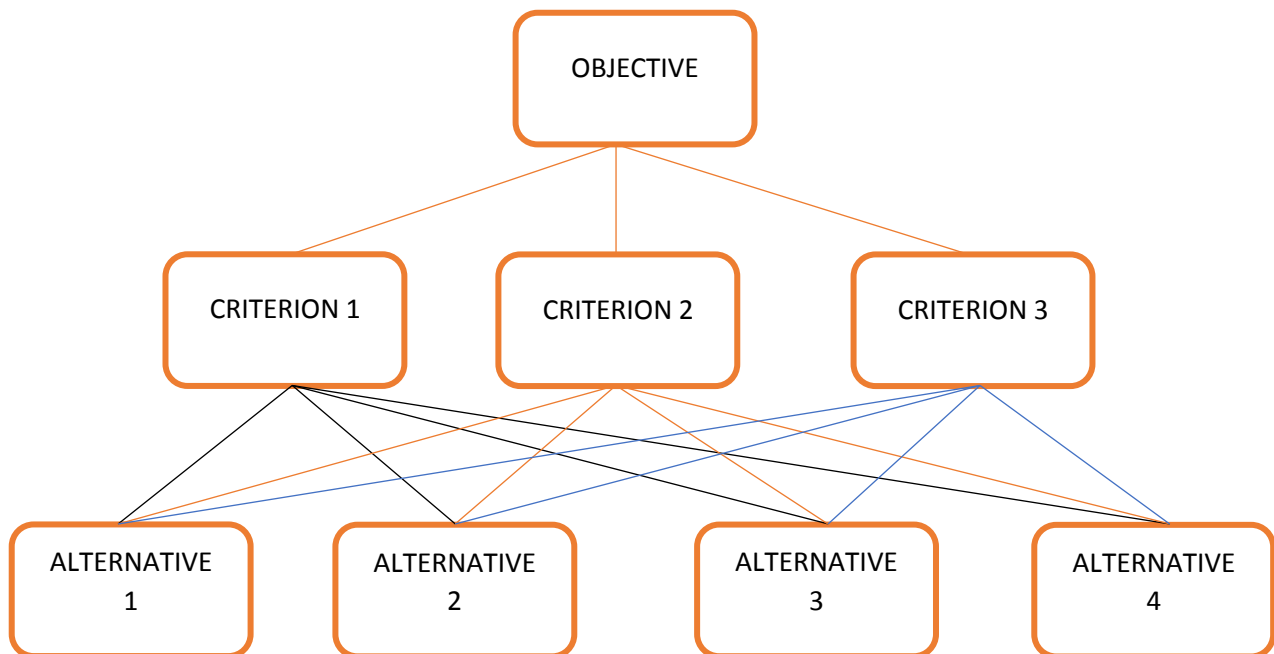 OBJECTIVE
CRITERION 1
CRITERION 2
CRITERION 3
ALTERNATIVE
1
ALTERNATIVE
2
ALTERNATIVE
3
ALTERNATIVE
4